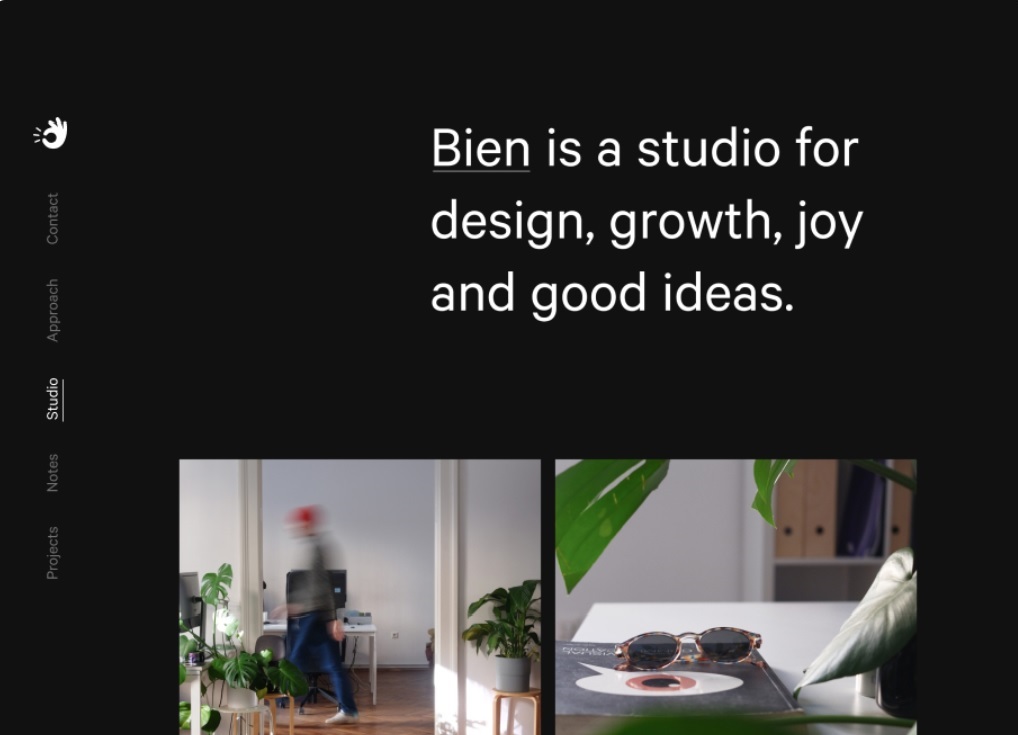 Bien is a studio for
design, growth, joy
and good ideas.
Contact
Approach
Studio
Notes
Projects